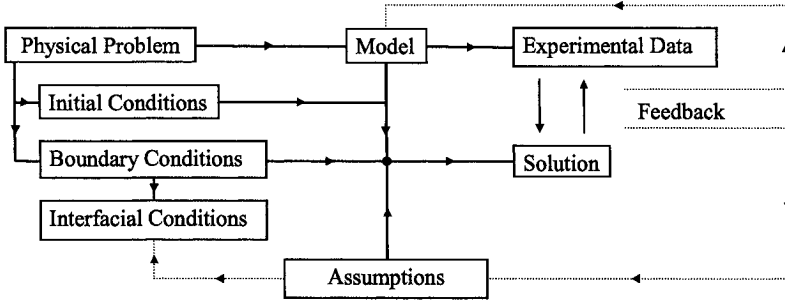 Physical Problem
Model
Experimental Data
Initial Conditions
Feedback
Boundary Conditions
Solution
Interfacial Conditions
Assumptions